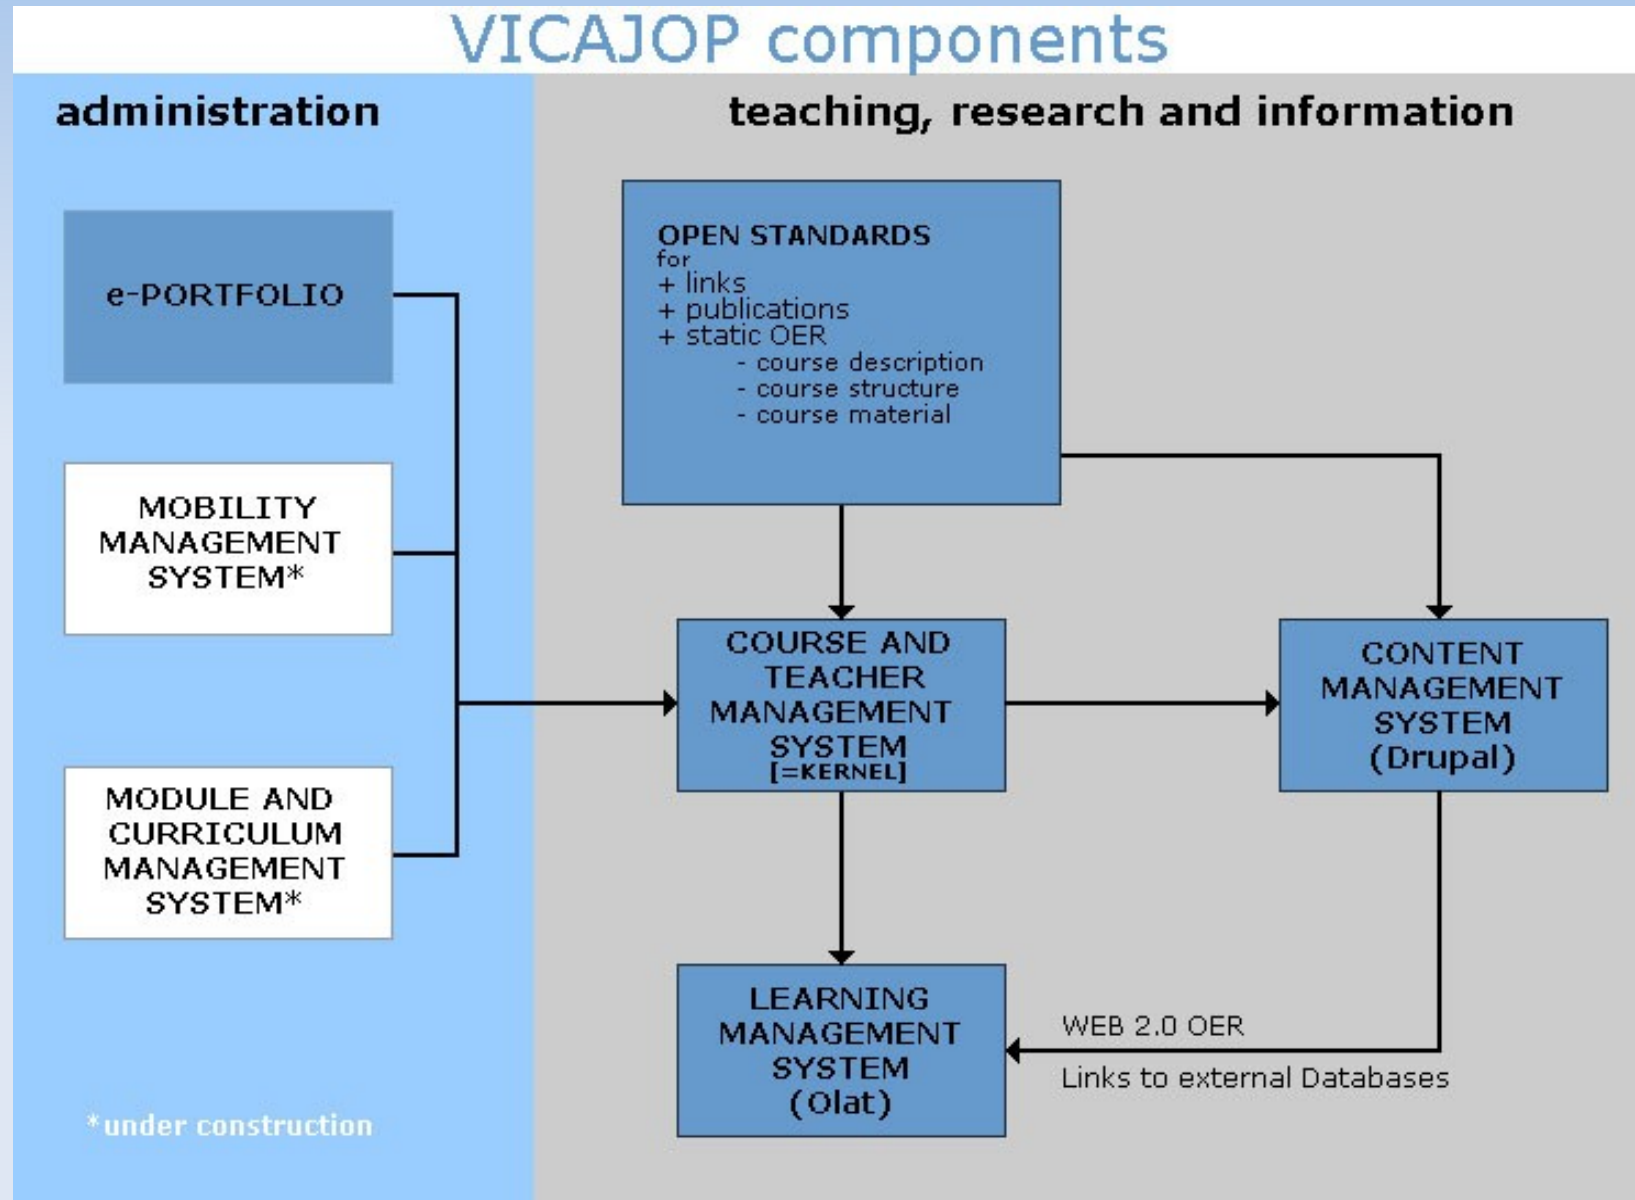 VICAJOP components
administration
teaching, research and information
e-PORTFOLIO
MOBILITY
MANAGEMENT
SYSTEM*
MODULE AND
CURRICULUM
MANAGEMENT
SYSTEM*
*under construction
OPEN STANDARDS
for
+ links
+ publications
+ static OER
- course description
- course structure
- course material
COURSE AND
TEACHER
MANAGEMENT
SYSTEM
[=KERNEL]
CONTENT
MANAGEMENT
SYSTEM
(Drupal)
LEARNING
MANAGEMENT
SYSTEM
(Olat)
WEB 2.0 OER
Links to external Databases